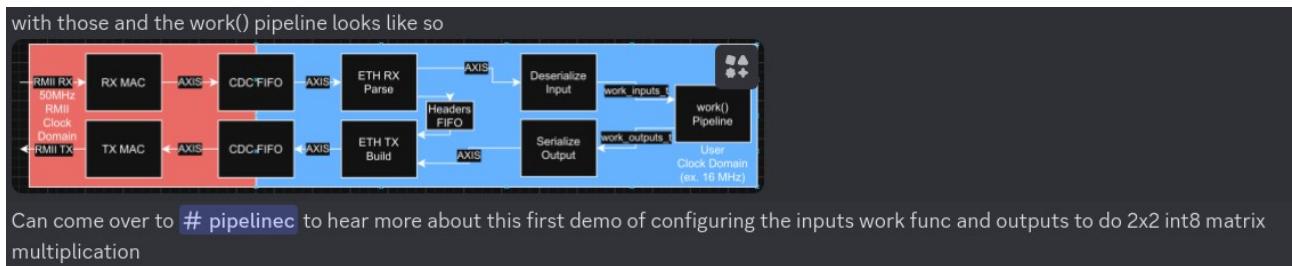 with those and the work() pipeline looks like so
RMII RX
RX MAC
AXIS
CDC FIFO
AXIS
ETH RX
Parse
AXIS
Deserialize
Input
work_inputs_t
work()
Pipeline
50MHz
RMII
Clock
Domain
Headers
FIFO
RMII TX
TX MAC
AXIS
CDC FIFO
AXIS
ETH TX
Build
AXIS
Serialize
Output
work_outputs_t
User
Clock Domain
(ex. 16 MHz)
Can come over to # pipelinec to hear more about this first demo of configuring the inputs work func and outputs to do 2x2 int8 matrix
multiplication